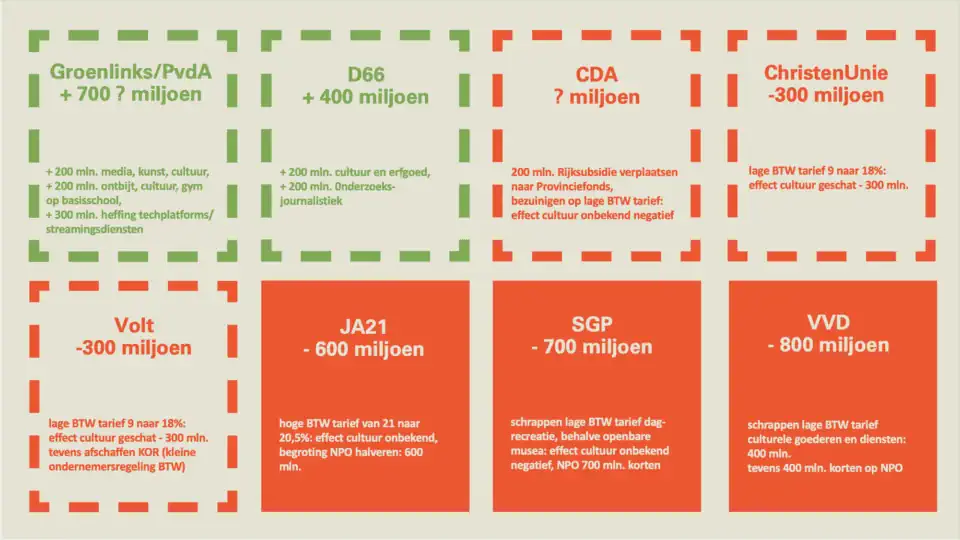 Groenlinks/PvdA
+ 700 ? miljoen
+ 200 mln. media, kunst, cultuur,
+ 200 mln. ontbijt, cultuur, gym
op basisschool,
+ 300 mln. heffing techplatforms/
streamingsdiensten
D66
+ 400 miljoen
+ 200 mln. cultuur en erfgoed,
+ 200 mln. 0nderzoeks-
journalistiek
CDA
? miljoen
200 mln. Rijksubsidie verplaatsen
naar Provinciefonds,
bezuinigen op lage BTW tarief:
effect cultuur onbekend negatief
ChristenUnie
-300 miljoen
lage BTW tarief 9 naar 18%:
effect cultuur geschat - 300 mln.
Volt
-300 miljoen
lage BTW tarief 9 naar 18%:
effect cultuur geschat - 300 mln.
tevens afschaffen KOR (kleine
ondernemersregeling BTW)
JA21
- 600 miljoen
hoge BTW tarief van 21 naar
20,5%: effect cultuur onbekend,
begroting NPO halveren: 600
mln.
SGP
- 700 miljoen
schrappen lage BTW tarief dag-
recreatie, behalve openbare
musea: effect cultuur onbekend
negatief, NPO 700 mln. korten
VVD
- 800 miljoen
schrappen lage BTW tarief
culturele goederen en diensten:
400 mln.
tevens 400 mln. korten op NPO